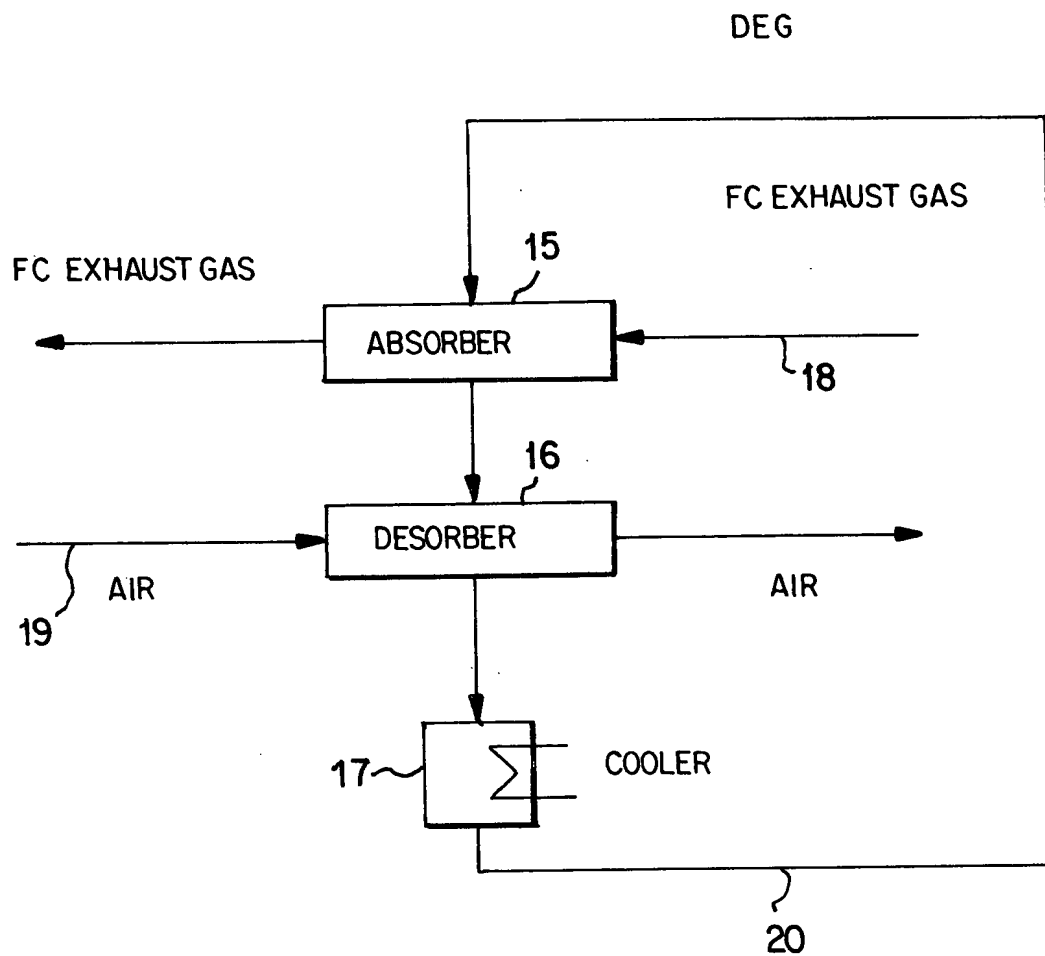 DEG
FC EXHAUST GAS
FC EXHAUST GAS
15
ABSORBER
18
16
DESORBER
19
AIR
AIR
17
COOLER
20